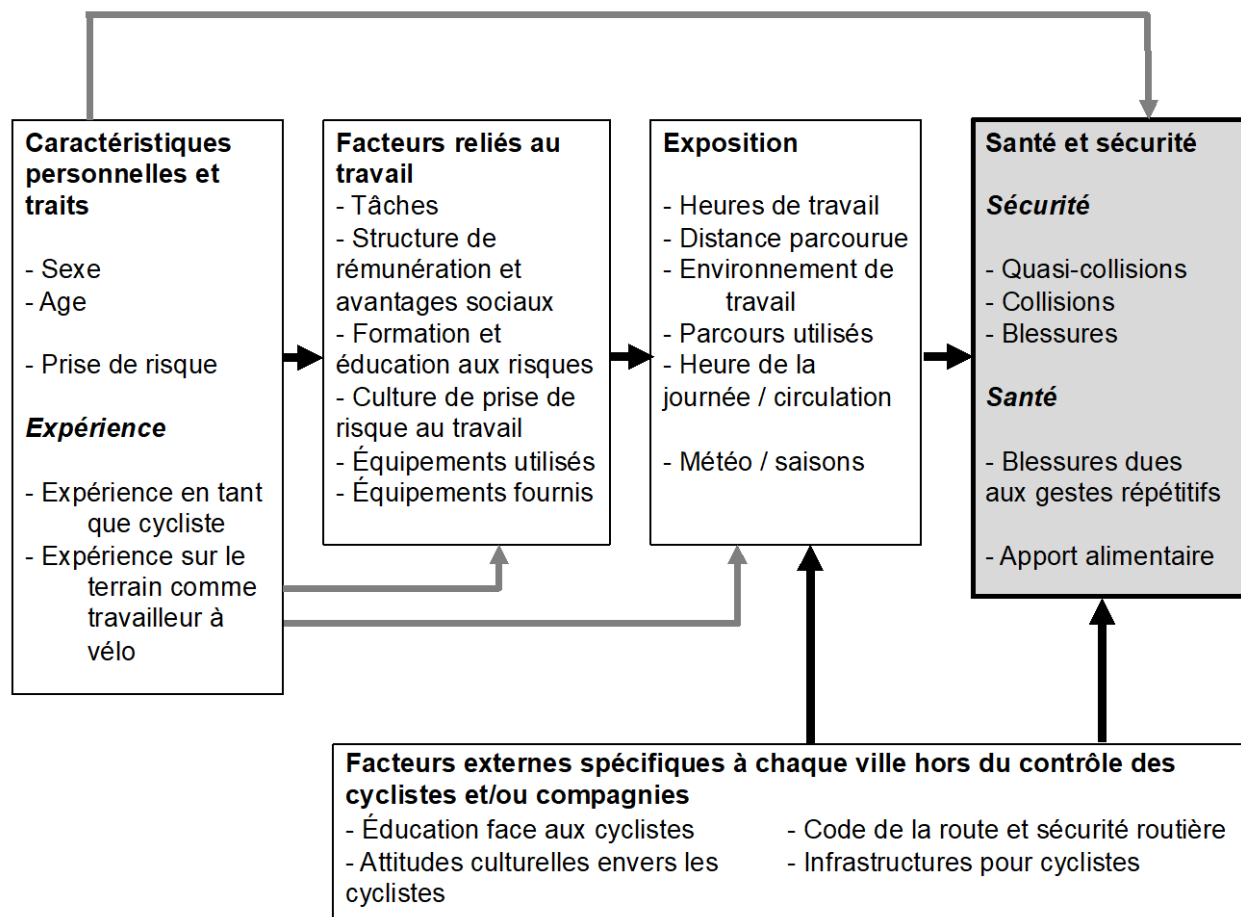 Caractéristiques
personnelles et
traits
- Sexe
- Age
- Prise de risque
Expérience
- Expérience en tant
que cycliste
- Expérience sur le
terrain comme
travailleur à
vélo
Facteurs reliés au
travail
- Tâches
- Structure de
rémunération et
avantages sociaux
- Formation et
éducation aux risques
- Culture de prise de
risque au travail
- Équipements utilisés
- Équipements fournis
Exposition
- Heures de travail
- Distance parcourue
- Environnement de
travail
- Parcours utilisés
- Heure de la
journée / circulation
- Météo / saisons
Santé et sécurité
Sécurité
- Quasi-collisions
- Collisions
- Blessures
Santé
- Blessures dues
aux gestes répétitifs
- Apport alimentaire
Facteurs externes spécifiques à chaque ville hors du contrôle des
cyclistes et/ou compagnies
- Éducation face aux cyclistes
- Attitudes culturelles envers les
cyclistes
- Code de la route et sécurité routière
- Infrastructures pour cyclistes